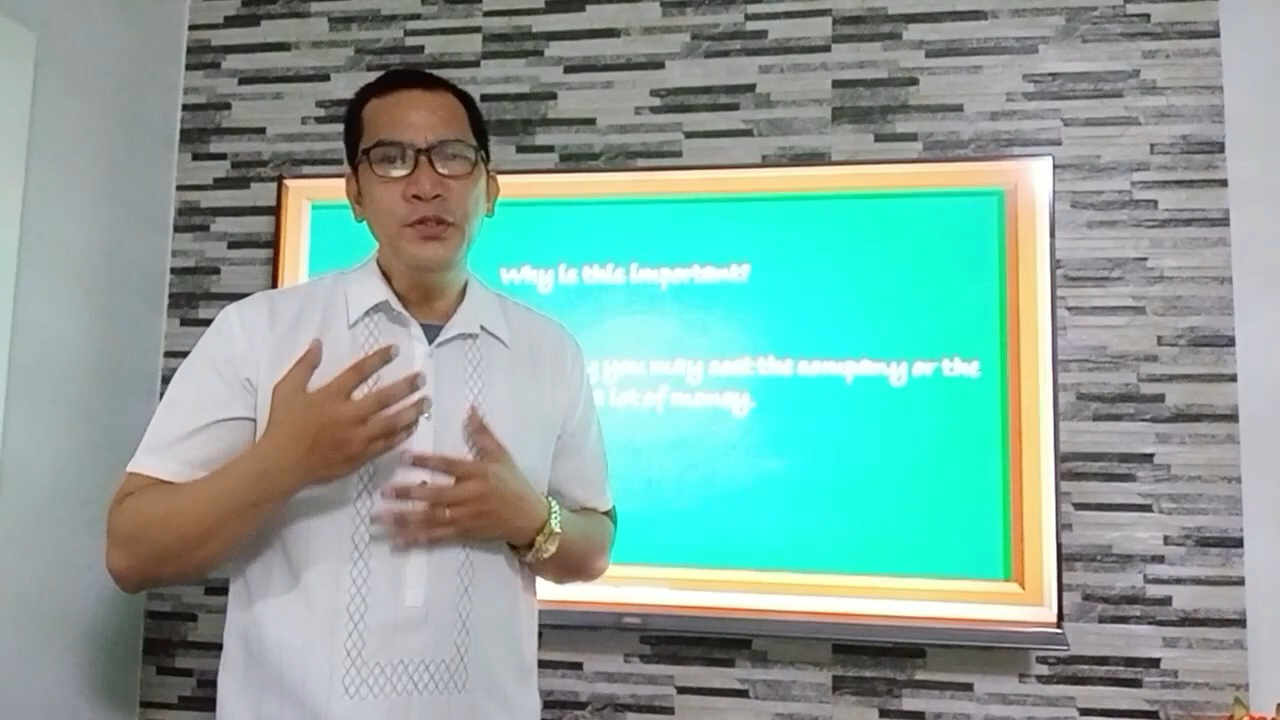 Why is this important?
you may cost the company or the
lot of money.